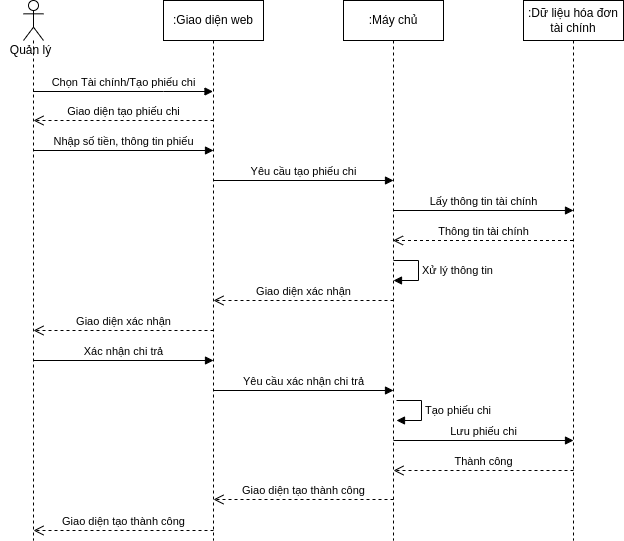 :Giao diện web
:Máy chủ
:Dữ liệu hóa đơn
tài chính
Quản lý
Chọn Tài chính/Tạo phiếu chi
Giao diện tạo phiếu chi
Nhập số tiền, thông tin phiếu
Yêu cầu tạo phiếu chi
Lấy thông tin tài chính
Thông tin tài chính
Xử lý thông tin
Giao diện xác nhận
Giao diện xác nhận
Xác nhận chi trả
Yêu cầu xác nhận chi trả
Tạo phiếu chi
Lưu phiếu chi
Thành công
Giao diện tạo thành công
Giao diện tạo thành công